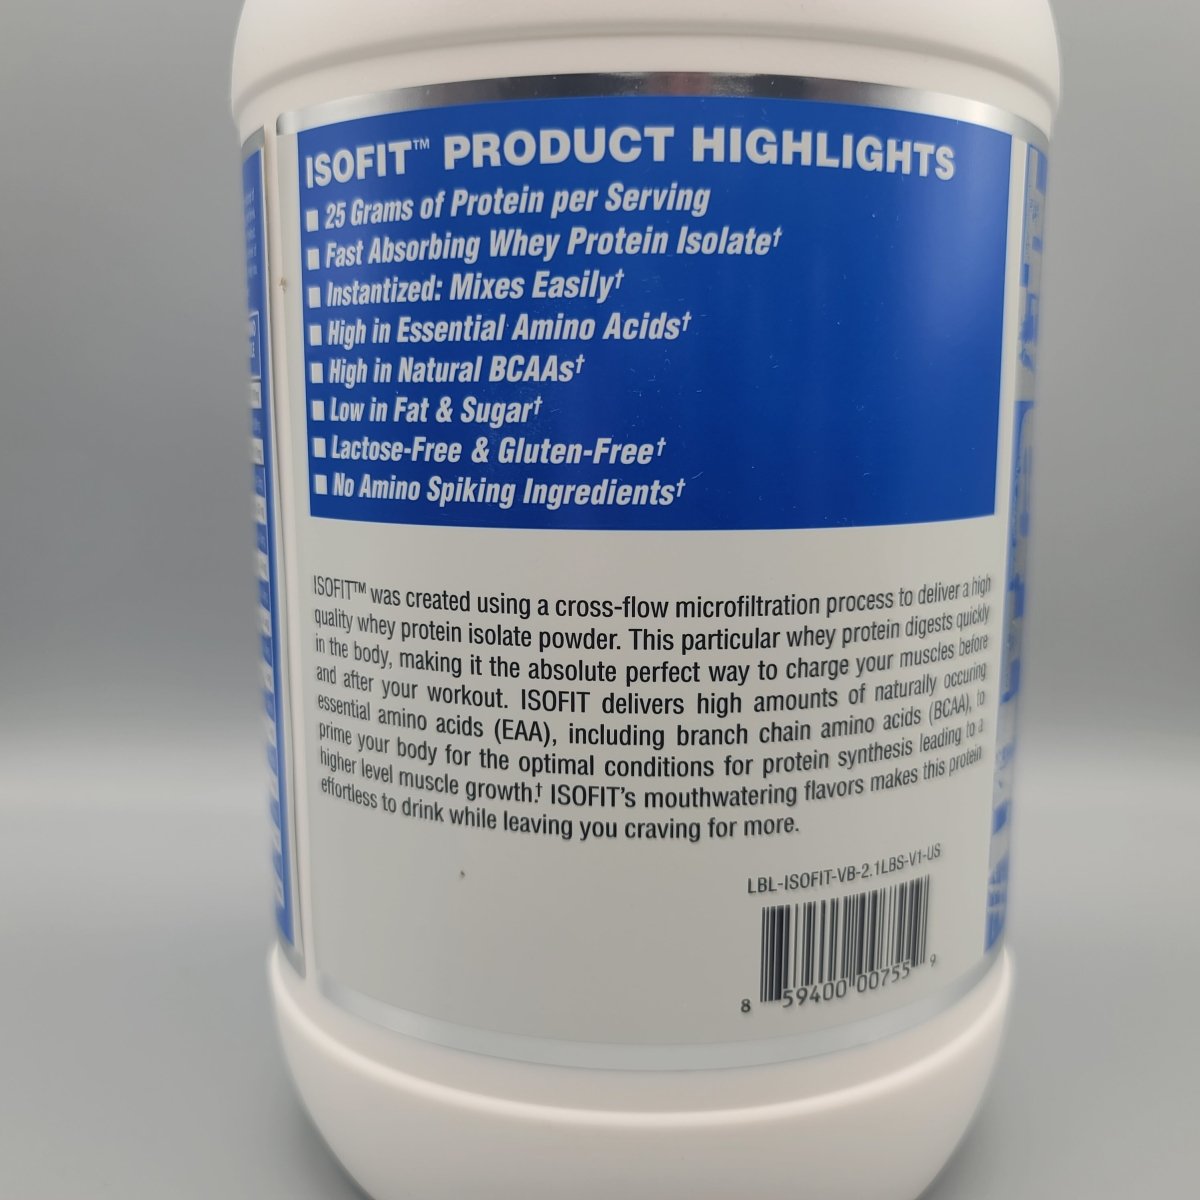 ISOFIT™ PRODUCT HIGHLIGHTS
■ 25 Grams of Protein per Serving
■ Fast Absorbing Whey Protein Isolate†
■ Instantized: Mixes Easily†
■ High in Essential Amino Acids†
■ High in Natural BCAAs†
■ Low in Fat & Sugar†
■ Lactose-Free & Gluten-Free†
■ No Amino Spiking Ingredients†
ISOFIT™ was created using a cross-flow microfiltration process to deliver a high
quality whey protein isolate powder. This particular whey protein digests quickly
in the body, making it the absolute perfect way to charge your muscles before
and after your workout. ISOFIT delivers high amounts of naturally occuring
essential amino acids (EAA), including branch chain amino acids (BCAA), to
prime your body for the optimal conditions for protein synthesis leading to a
higher level muscle growth.† ISOFIT's mouthwatering flavors makes this protein
effortless to drink while leaving you craving for more.
LBL-ISOFIT-VB-2.1LBS-V1-US
8 59400 00755 9